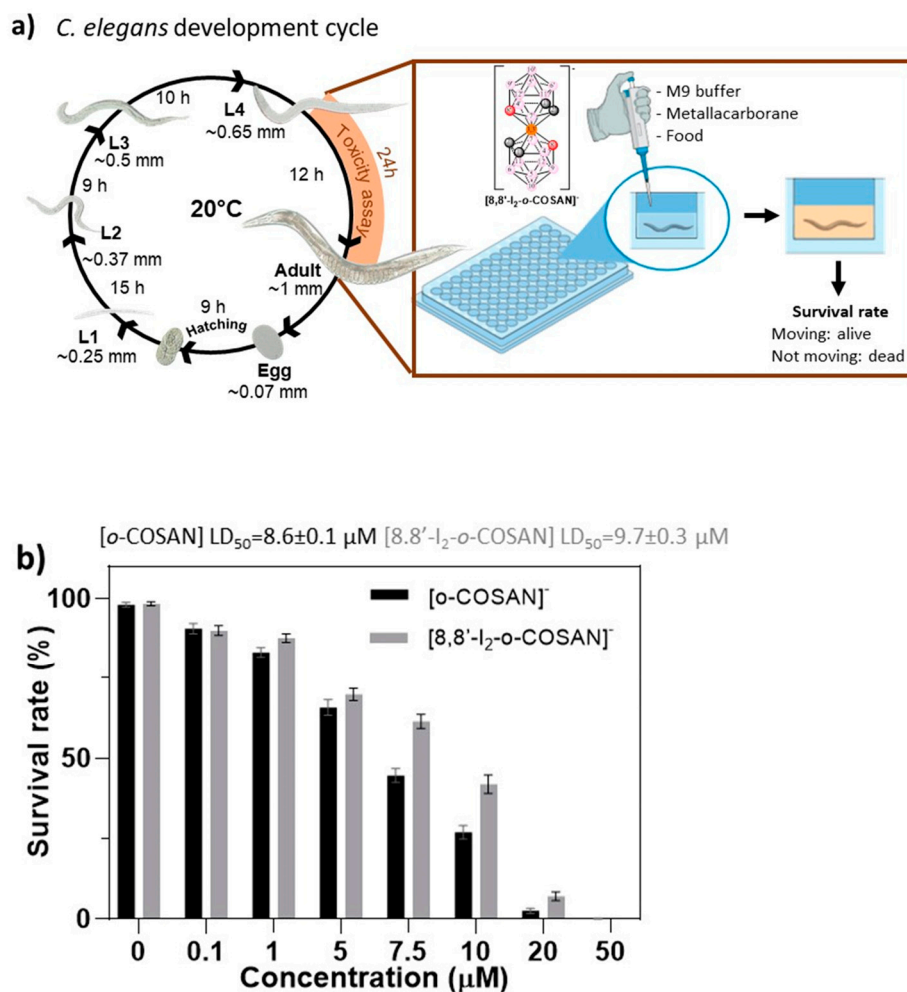 a) C. elegans development cycle
10 h
L4
~0.65 mm
L3
~0.5 mm
9 h
L2
~0.37 mm
15 h
L1
~0.25 mm
9 h
Hatching
Egg
~0.07 mm
Adult
~1 mm
12 h
20°C
Toxicity assay
24h
[8,8'-I₂-o-COSAN]⁻
- M9 buffer
- Metallacarborane
- Food
Survival rate
Moving: alive
Not moving: dead
[o-COSAN] LD₅₀=8.6±0.1 µM [8.8'-I₂-o-COSAN] LD₅₀=9.7±0.3 µM
b)
[o-COSAN]⁻
[8,8'-I₂-o-COSAN]⁻
Survival rate (%)
100
50
0
0 0.1 1 5 7.5 10 20 50
Concentration (µM)